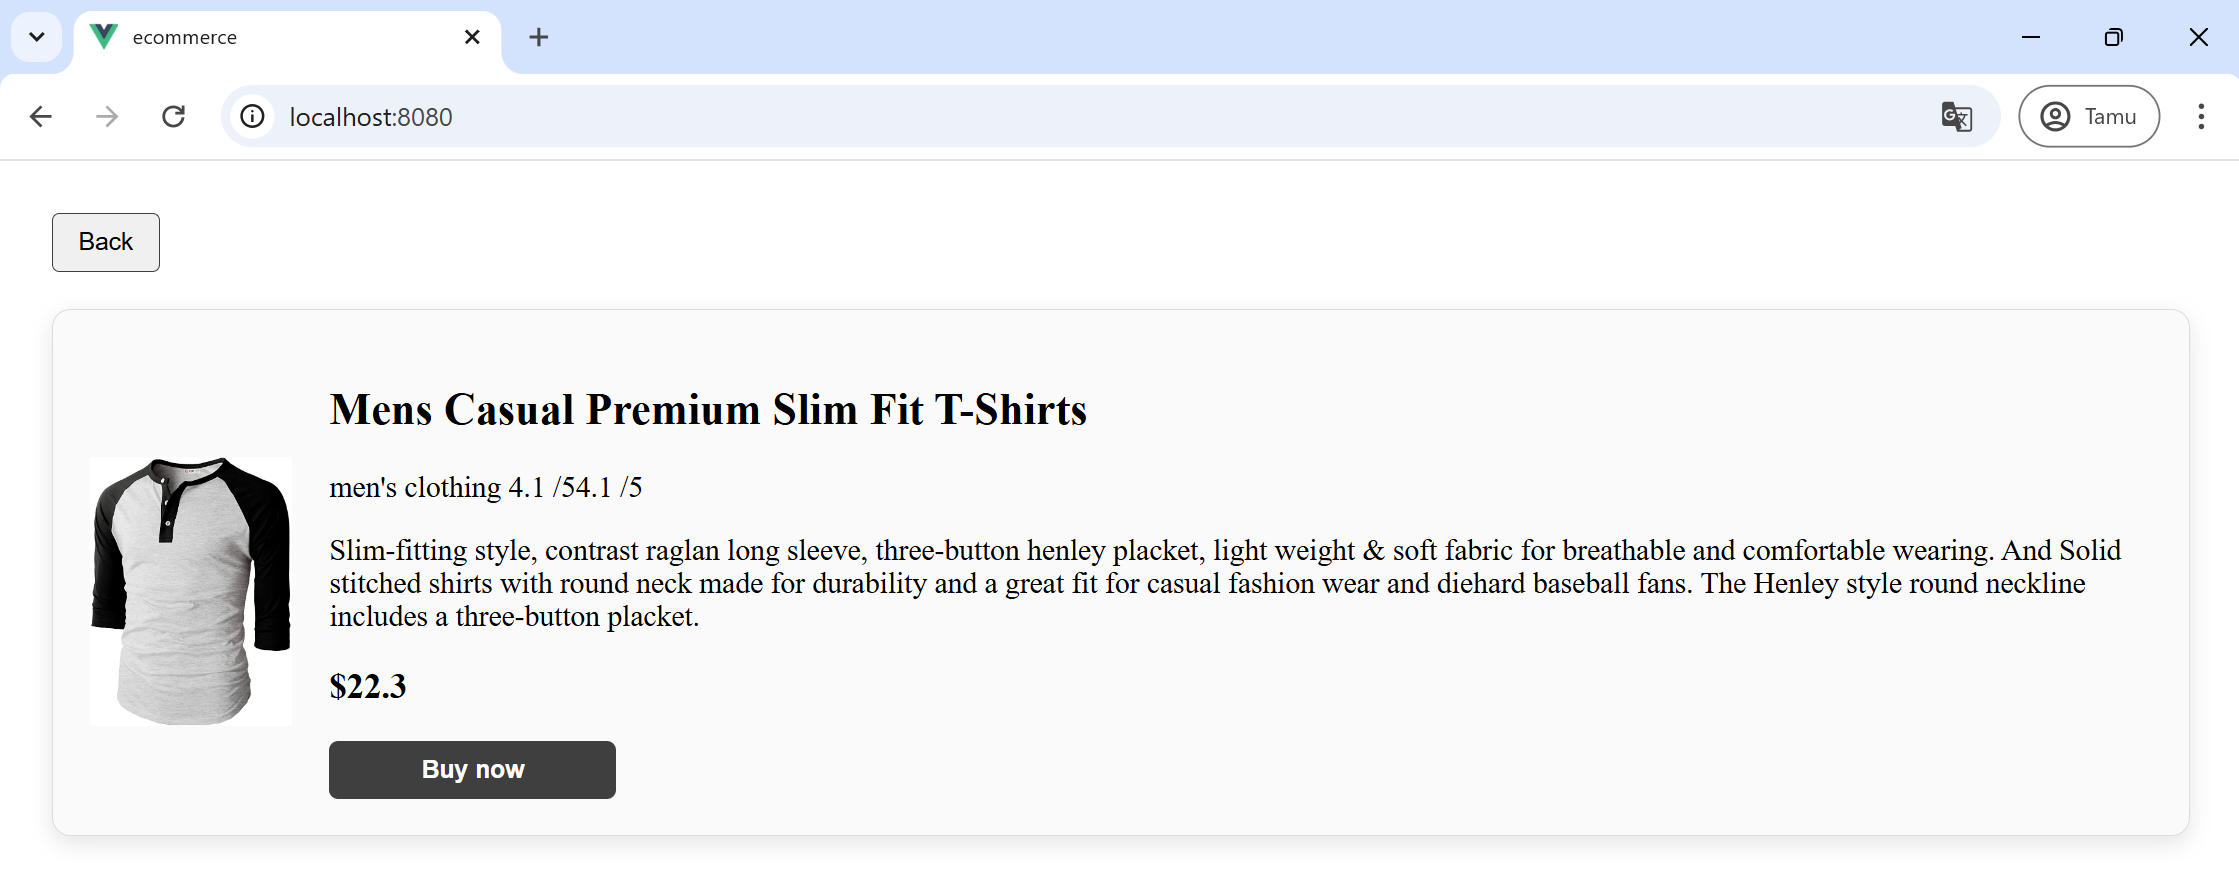 ecommerce
localhost:8080
Tamu
Back
Mens Casual Premium Slim Fit T-Shirts
men's clothing 4.1 /54.1 /5
Slim-fitting style, contrast raglan long sleeve, three-button henley placket, light weight & soft fabric for breathable and comfortable wearing. And Solid
stitched shirts with round neck made for durability and a great fit for casual fashion wear and diehard baseball fans. The Henley style round neckline
includes a three-button placket.
$22.3
Buy now